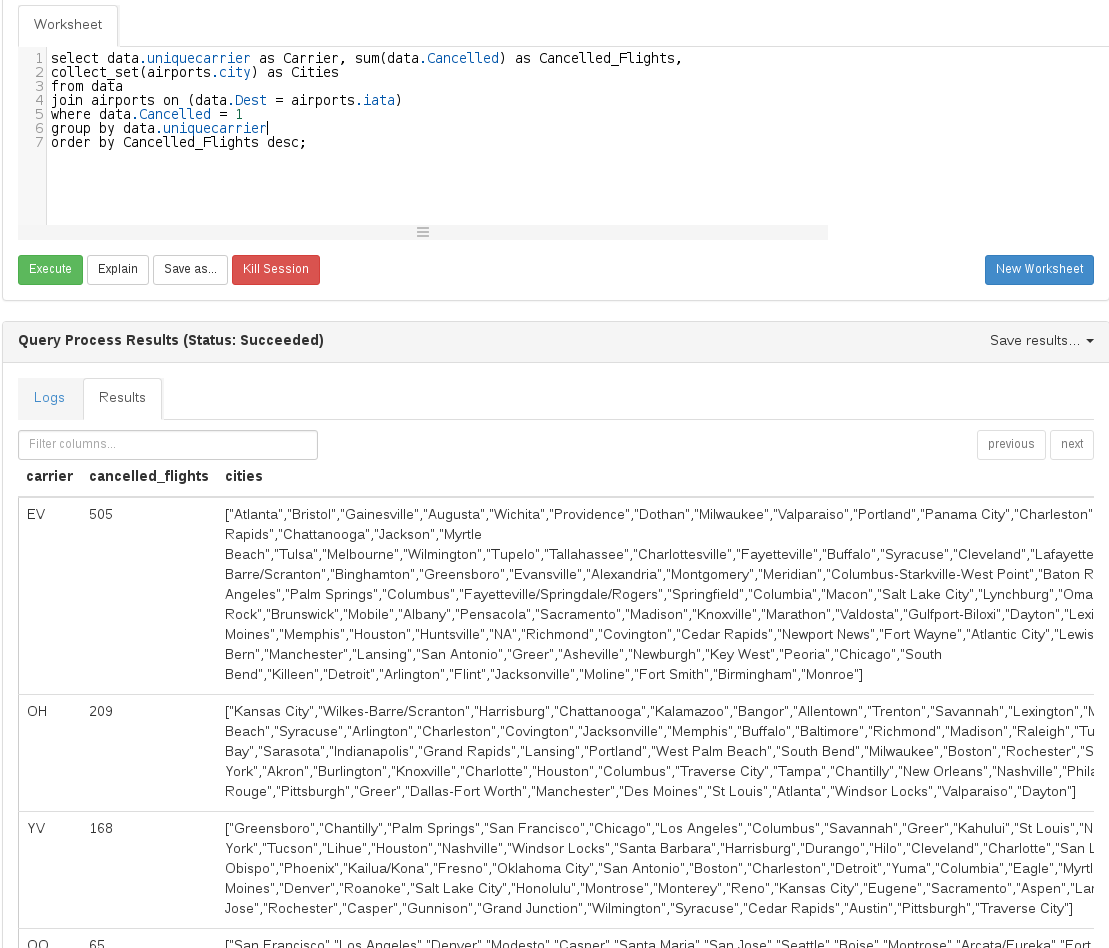 Worksheet
1 select data.uniquecarrier as Carrier, sum(data.Cancelled) as Cancelled_Flights,
2 collect_set(airports.city) as Cities
3 from data
4 join airports on (data.Dest = airports.iata)
5 where data.Cancelled = 1
6 group by data.uniquecarrier
7 order by Cancelled_Flights desc;
Execute Explain Save as... Kill Session New Worksheet
Query Process Results (Status: Succeeded) Save results...
Logs Results
Filter columns... previous next
carrier cancelled_flights cities
EV 505 ["Atlanta","Bristol","Gainesville","Augusta","Wichita","Providence","Dothan","Milwaukee","Valparaiso","Portland","Panama City","Charleston"
Rapids","Chattanooga","Jackson","Myrtle
Beach","Tulsa","Melbourne","Wilmington","Tupelo","Tallahassee","Charlottesville","Fayetteville","Buffalo","Syracuse","Cleveland","Lafayette
Barre/Scranton","Binghamton","Greensboro","Evansville","Alexandria","Montgomery","Meridian","Columbus-Starkville-West Point","Baton R
Angeles","Palm Springs","Columbus","Fayetteville/Springdale/Rogers","Springfield","Columbia","Macon","Salt Lake City","Lynchburg","Oma
Rock","Brunswick","Mobile","Albany","Pensacola","Sacramento","Madison","Knoxville","Marathon","Valdosta","Gulfport-Biloxi","Dayton","Lexi
Moines","Memphis","Houston","Huntsville","NA","Richmond","Covington","Cedar Rapids","Newport News","Fort Wayne","Atlantic City","Lewis
Bern","Manchester","Lansing","San Antonio","Greer","Asheville","Newburgh","Key West","Peoria","Chicago","South
Bend","Killeen","Detroit","Arlington","Flint","Jacksonville","Moline","Fort Smith","Birmingham","Monroe"]
OH 209 ["Kansas City","Wilkes-Barre/Scranton","Harrisburg","Chattanooga","Kalamazoo","Bangor","Allentown","Trenton","Savannah","Lexington","M
Beach","Syracuse","Arlington","Charleston","Covington","Jacksonville","Memphis","Buffalo","Baltimore","Richmond","Madison","Raleigh","Tu
Bay","Sarasota","Indianapolis","Grand Rapids","Lansing","Portland","West Palm Beach","South Bend","Milwaukee","Boston","Rochester","S
York","Akron","Burlington","Knoxville","Charlotte","Houston","Columbus","Traverse City","Tampa","Chantilly","New Orleans","Nashville","Phila
Rouge","Pittsburgh","Greer","Dallas-Fort Worth","Manchester","Des Moines","St Louis","Atlanta","Windsor Locks","Valparaiso","Dayton"]
YV 168 ["Greensboro","Chantilly","Palm Springs","San Francisco","Chicago","Los Angeles","Columbus","Savannah","Greer","Kahului","St Louis","N
York","Tucson","Lihue","Houston","Nashville","Windsor Locks","Santa Barbara","Harrisburg","Durango","Hilo","Cleveland","Charlotte","San L
Obispo","Phoenix","Kailua/Kona","Fresno","Oklahoma City","San Antonio","Boston","Charleston","Detroit","Yuma","Columbia","Eagle","Myrtl
Moines","Denver","Roanoke","Salt Lake City","Honolulu","Montrose","Monterey","Reno","Kansas City","Eugene","Sacramento","Aspen","Lan
Jose","Rochester","Casper","Gunnison","Grand Junction","Wilmington","Syracuse","Cedar Rapids","Austin","Pittsburgh","Traverse City"]
OO 65 ["San Francisco","Los Angeles","Denver","Modesto","Casper","Santa Maria","San Jose","Seattle","Boise","Montrose","Arcata/Eureka","Fort